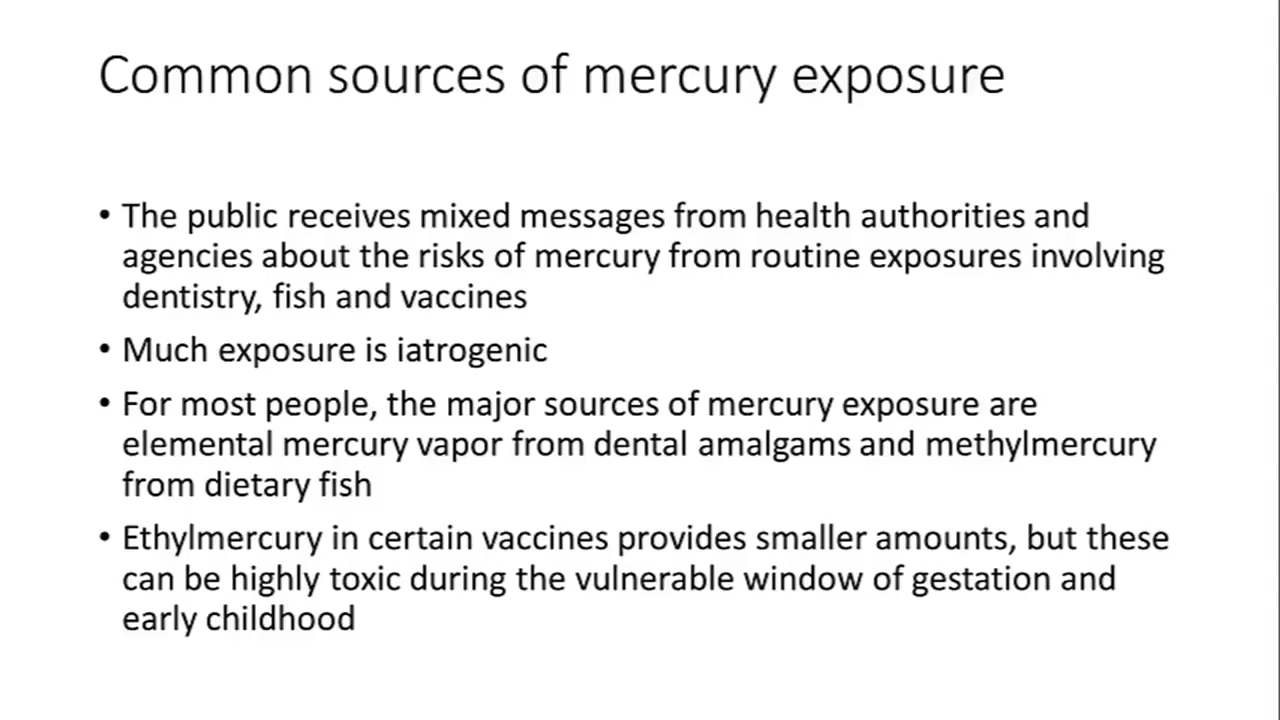 Common sources of mercury exposure
• The public receives mixed messages from health authorities and
agencies about the risks of mercury from routine exposures involving
dentistry, fish and vaccines
• Much exposure is iatrogenic
• For most people, the major sources of mercury exposure are
elemental mercury vapor from dental amalgams and methylmercury
from dietary fish
• Ethylmercury in certain vaccines provides smaller amounts, but these
can be highly toxic during the vulnerable window of gestation and
early childhood